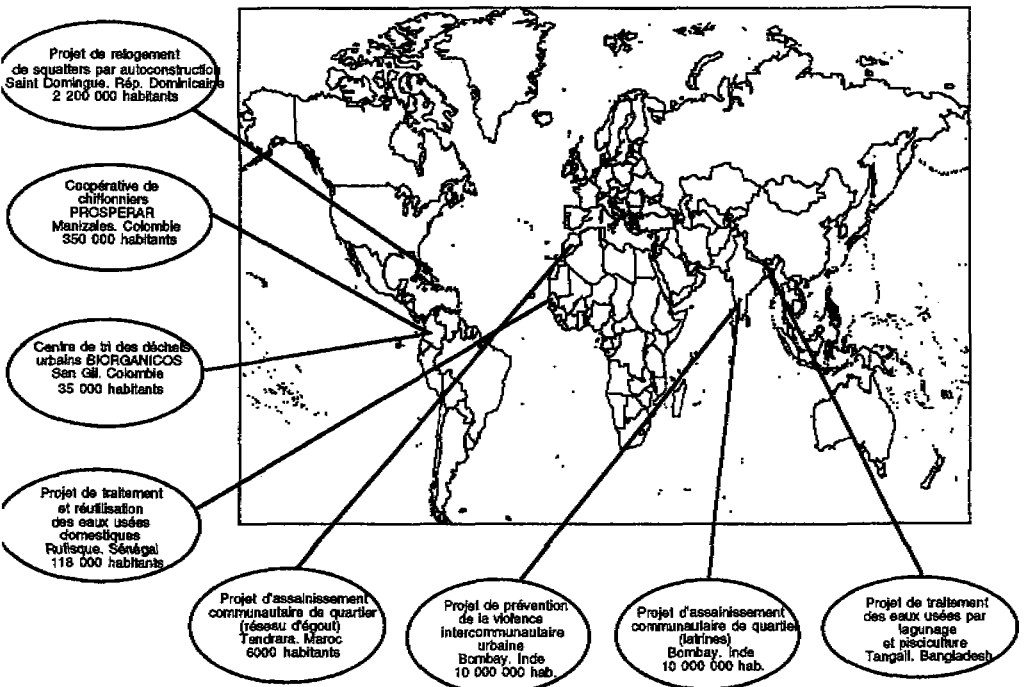 Projet de relogement
de squatters par autoconstruction
Saint Domingue. Rép. Dominicaine
2 200 000 habitants
Coopérative de
chiffonniers
PROSPERAR
Manizales. Colombie
350 000 habitants
Centre de tri des déchets
urbains BIORGANICOS
San Gil. Colombie
35 000 habitants
Projet de traitement
et réutilisation
des eaux usées
domestiques
Rufisque. Sénégal
118 000 habitants
Projet d'assainissement
communautaire de quartier
(réseau d'égout)
Tendrara. Maroc
6000 habitants
Projet de prévention
de la violence
intercommunautaire
urbaine
Bombay. Inde
10 000 000 hab.
Projet d'assainissement
communautaire de quartier
(latrines)
Bombay. Inde
10 000 000 hab.
Projet de traitement
des eaux usées par
lagunage
et pisciculture
Tangail. Bangladesh